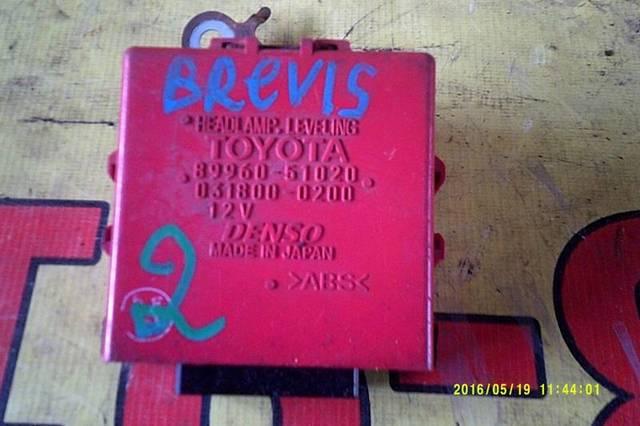 BREVIS
HEADLAMP. LEVELING
TOYOTA
89960-51020
031800-0200
12V
DENSO
MADE IN JAPAN
>ABS<
2
2016/05/19 11:44:01